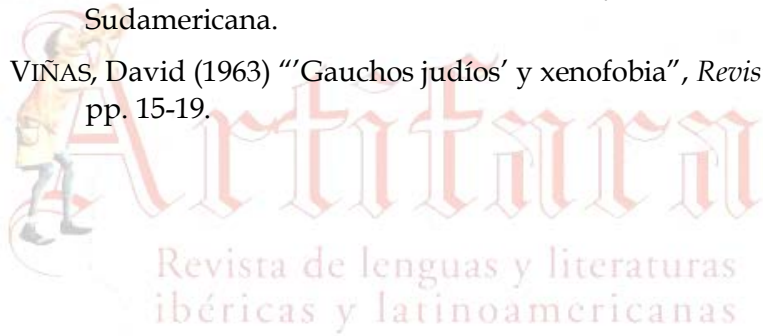 Sudamericana.
VIÑAS, David (1963) “’Gauchos judíos’ y xenofobia”, Revis
pp. 15-19.
Artifara
Revista de lenguas y literaturas
ibéricas y latinoamericanas